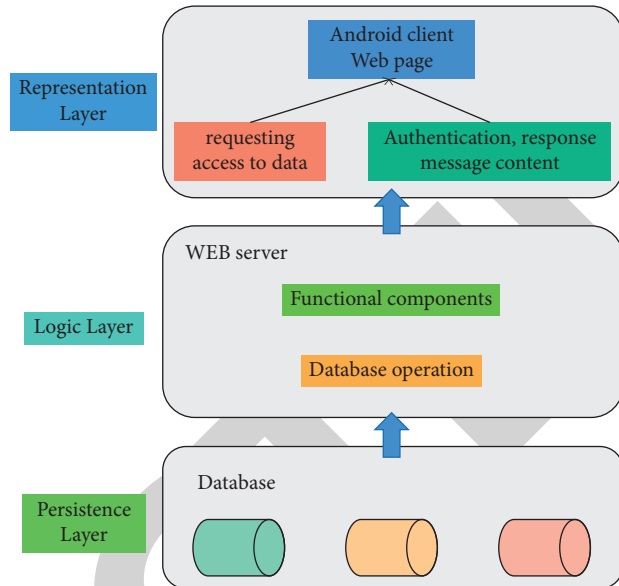 Android client
Web page
Representation
Layer
requesting
access to data
Authentication, response
message content
WEB server
Functional components
Logic Layer
Database operation
Database
Persistence
Layer